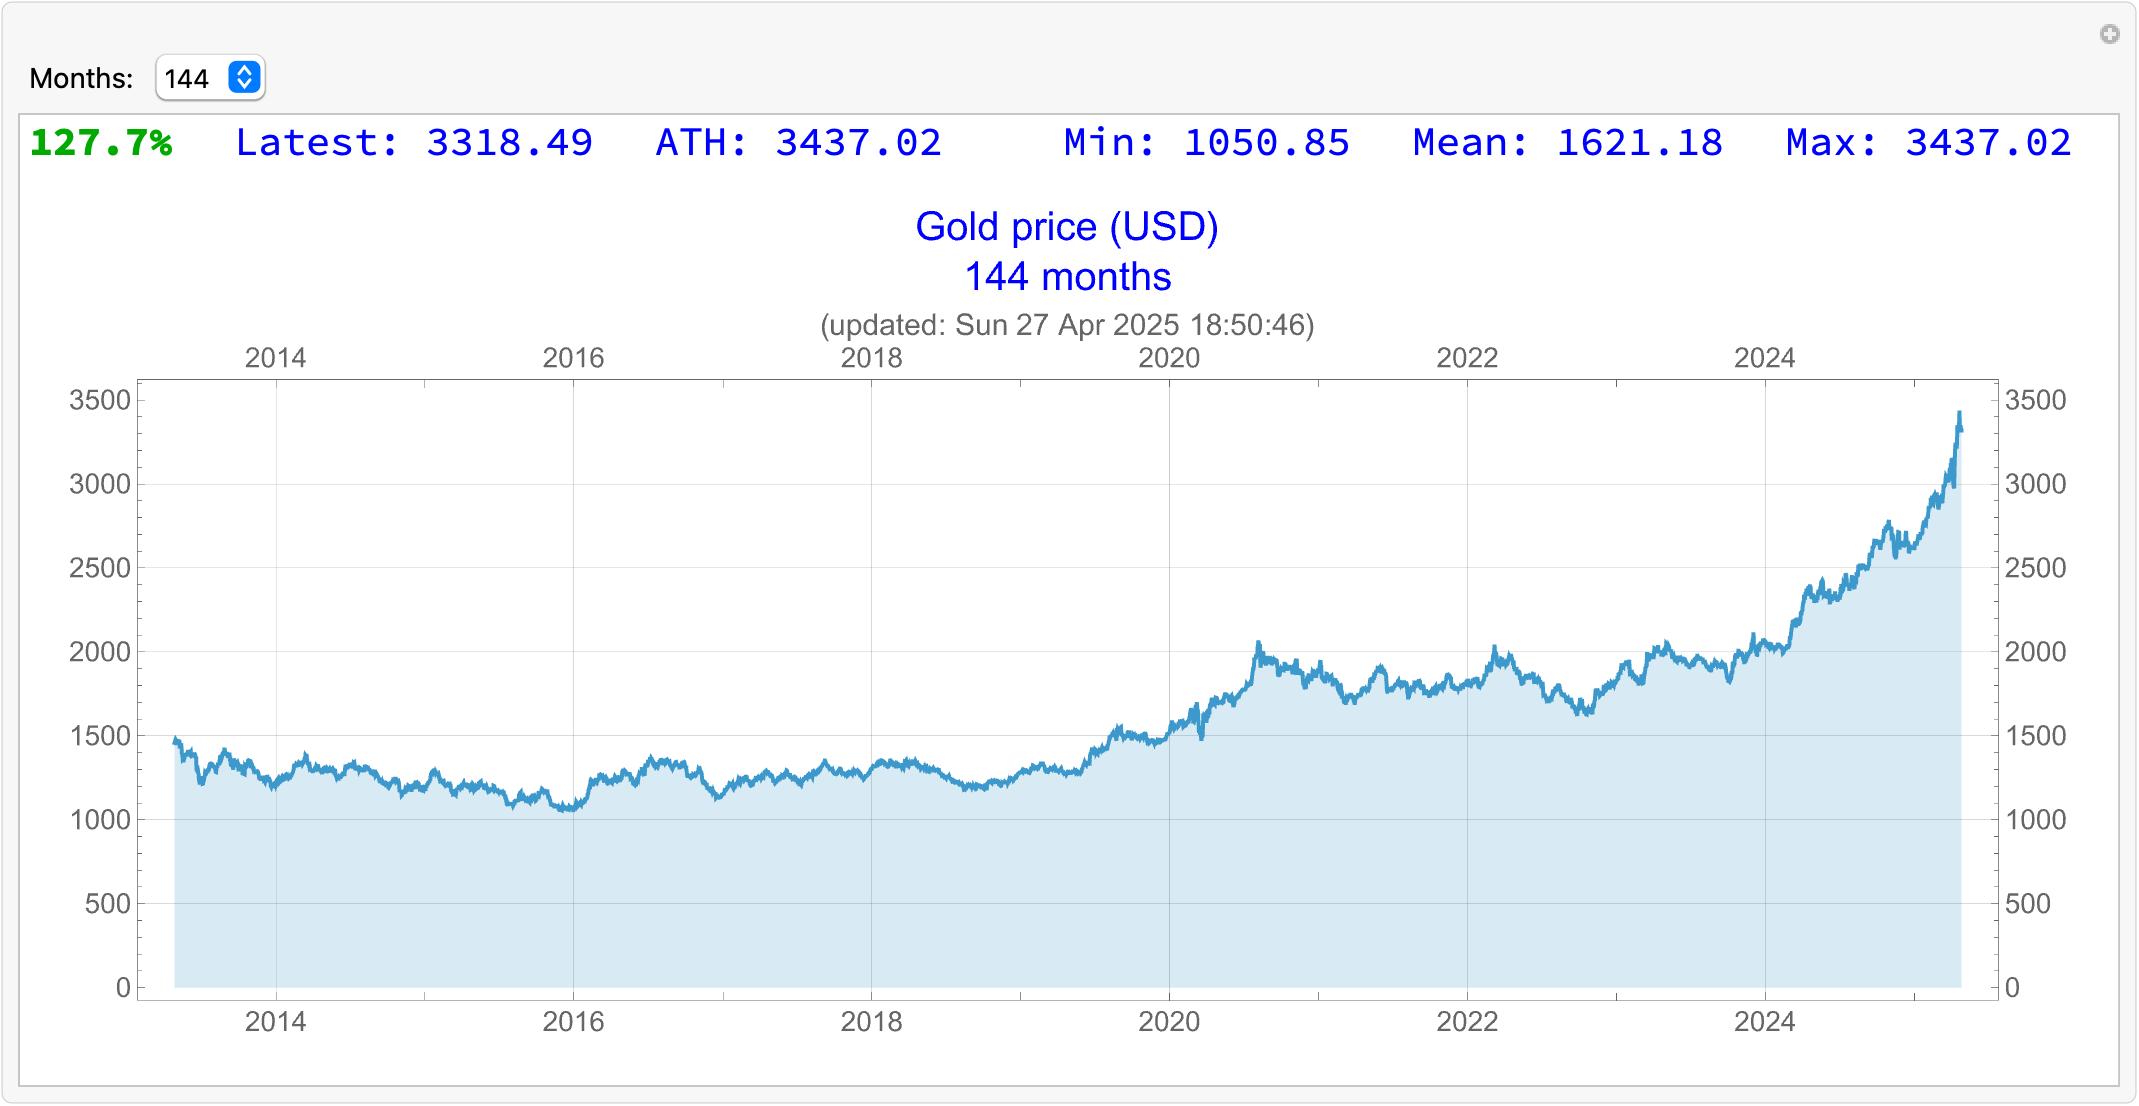 Months: 144
127.7% Latest: 3318.49 ATH: 3437.02 Min: 1050.85 Mean: 1621.18 Max: 3437.02
Gold price (USD)
144 months
(updated: Sun 27 Apr 2025 18:50:46)
2014 2016 2018 2020 2022 2024
3500 3500
3000 3000
2500 2500
2000 2000
1500 1500
1000 1000
500 500
0 0
2014 2016 2018 2020 2022 2024